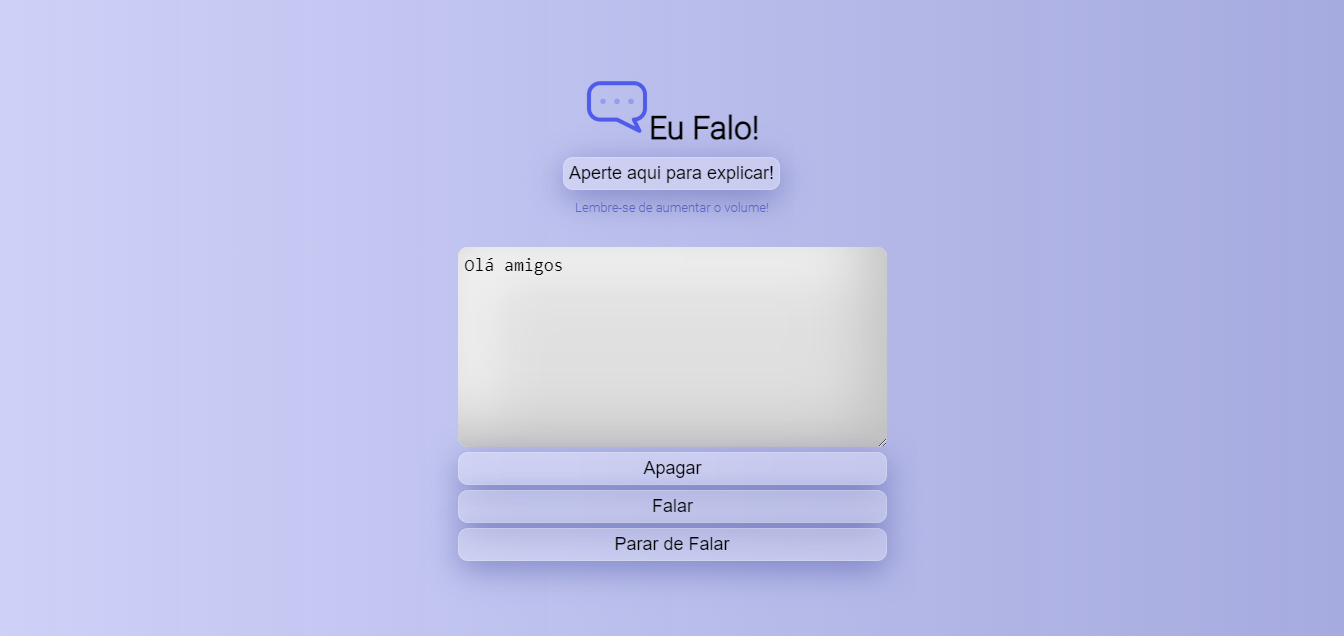 Eu Falo!
Aperte aqui para explicar!
Lembre-se de aumentar o volume!
Olá amigos
Apagar
Falar
Parar de Falar